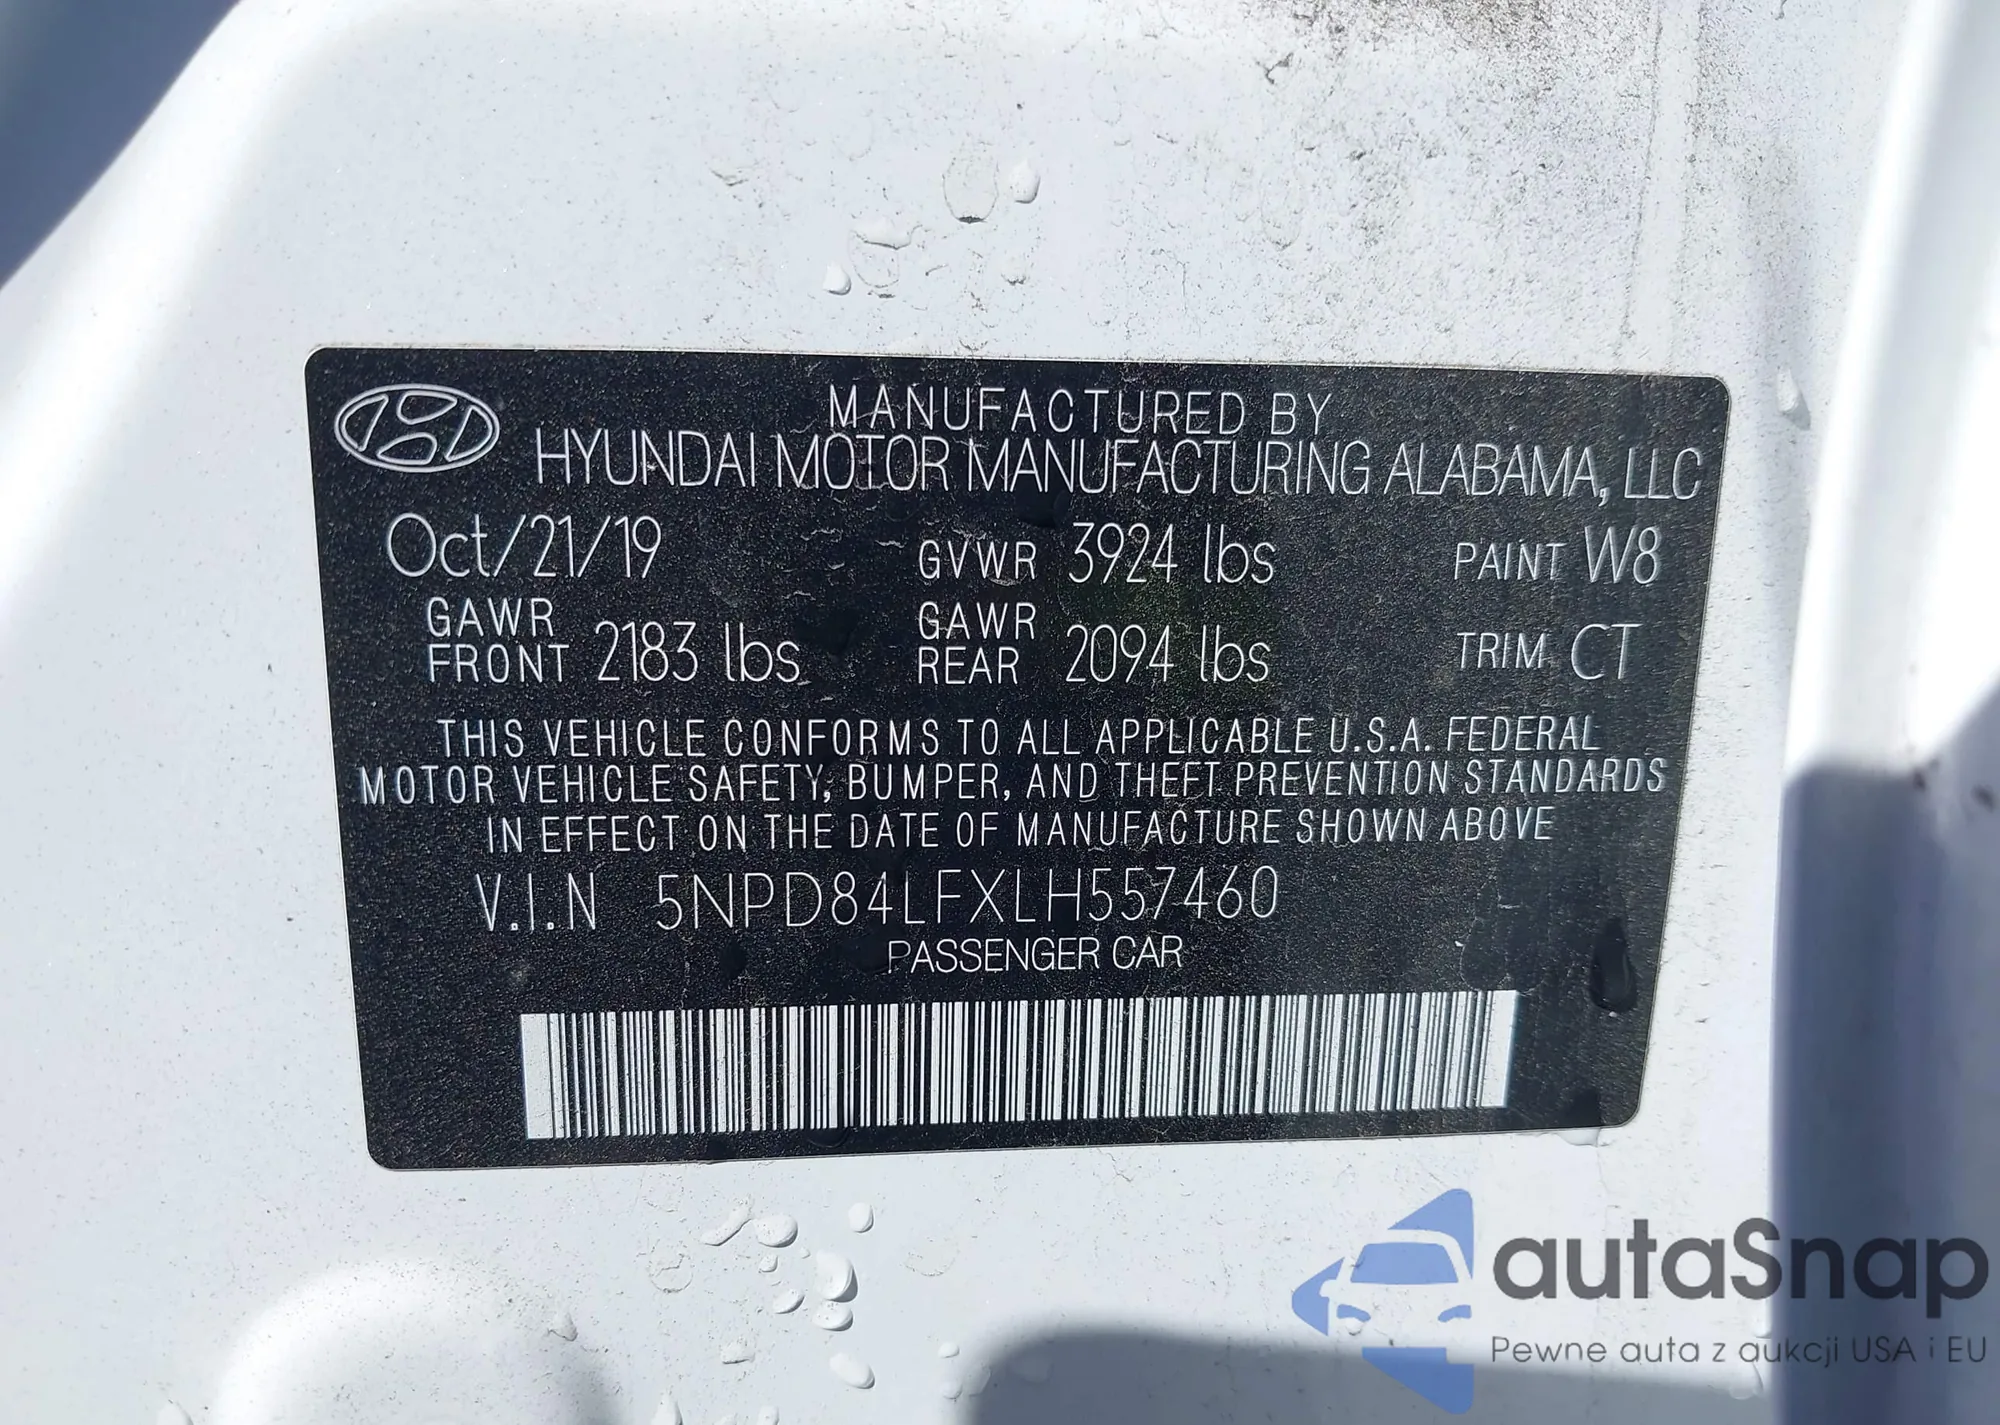 MANUFACTURED BY
HYUNDAI MOTOR MANUFACTURING ALABAMA, LLC
Oct/21/19 GVWR 3924 lbs PAINT W8
GAWR FRONT 2183 lbs GAWR REAR 2094 lbs TRIM CT
THIS VEHICLE CONFORMS TO ALL APPLICABLE U.S.A. FEDERAL
MOTOR VEHICLE SAFETY, BUMPER, AND THEFT PREVENTION STANDARDS
IN EFFECT ON THE DATE OF MANUFACTURE SHOWN ABOVE
V.I.N 5NPD84LFXLH557460
PASSENGER CAR
autaSnap
Pewne auta z aukcji USA i EU